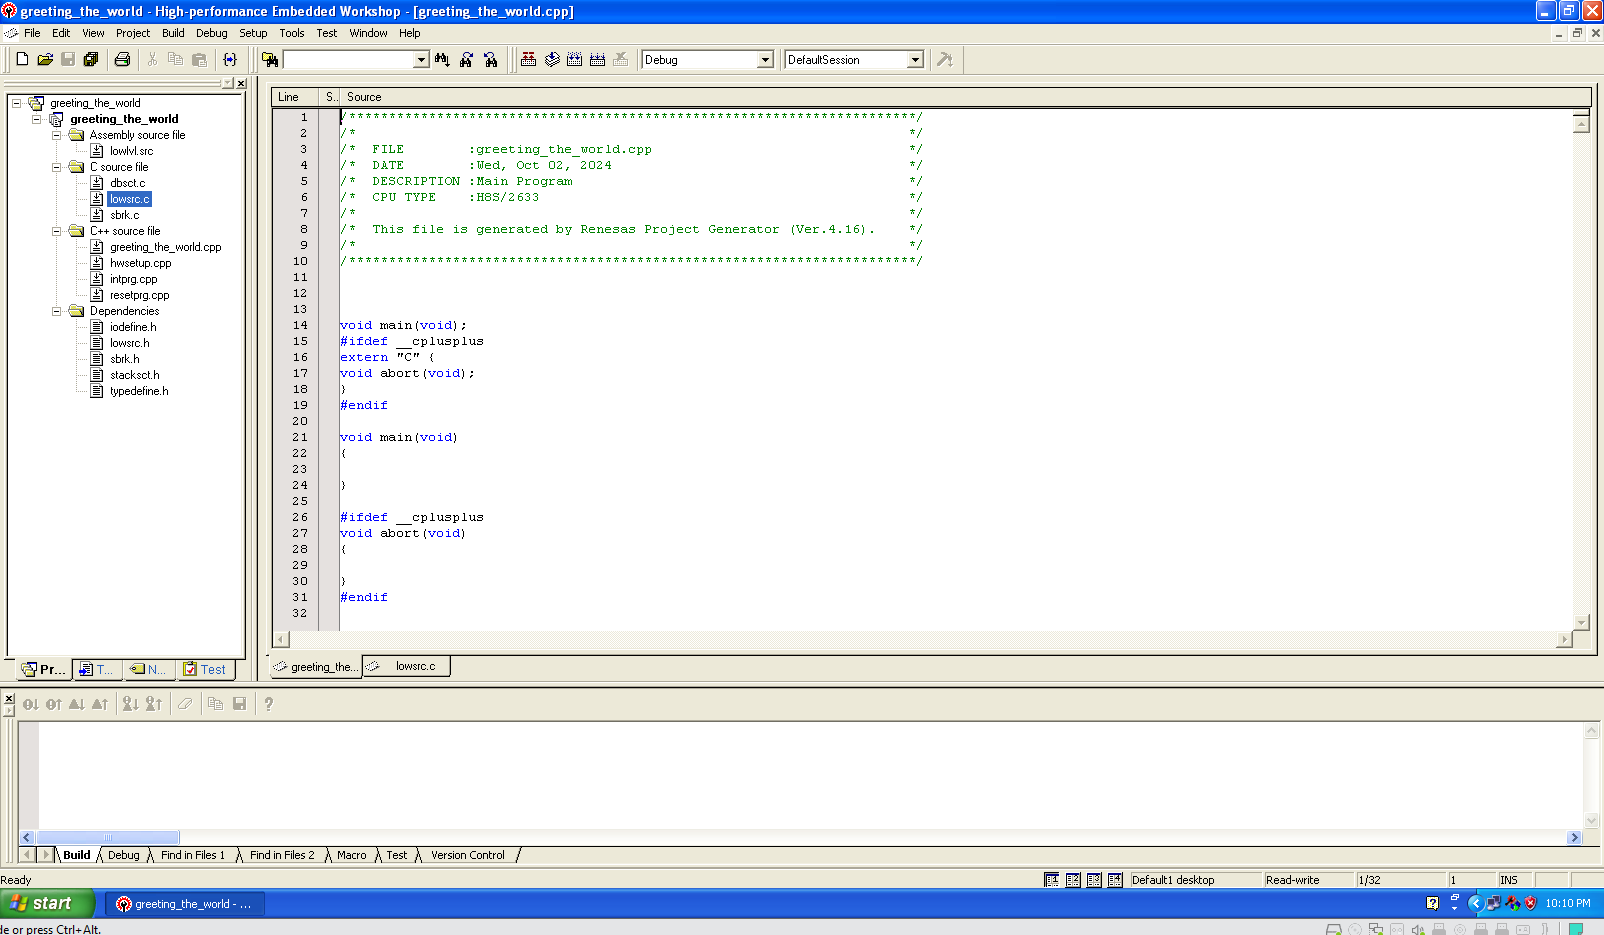 greeting_the_world - High-performance Embedded Workshop - [greeting_the_world.cpp]
File Edit View Project Build Debug Setup Tools Test Window Help
Debug DefaultSession
greeting_the_world
greeting_the_world
Assembly source file
lowlvl.src
C source file
dbsct.c
lowsrc.c
sbrk.c
C++ source file
greeting_the_world.cpp
hwsetup.cpp
intprg.cpp
resetprg.cpp
Dependencies
iodefine.h
lowsrc.h
sbrk.h
stacksct.h
typedefine.h
Pr... T... N... Test
Line S.. Source
1 /***********************************************************************/
2 /* */
3 /* FILE :greeting_the_world.cpp */
4 /* DATE :Wed, Oct 02, 2024 */
5 /* DESCRIPTION :Main Program */
6 /* CPU TYPE :H8S/2633 */
7 /* */
8 /* This file is generated by Renesas Project Generator (Ver.4.16). */
9 /* */
10 /***********************************************************************/
11
12
13
14 void main(void);
15 #ifdef __cplusplus
16 extern "C" {
17 void abort(void);
18 }
19 #endif
20
21 void main(void)
22 {
23
24 }
25
26 #ifdef __cplusplus
27 void abort(void)
28 {
29
30 }
31 #endif
32
greeting_the... lowsrc.c
Build Debug Find in Files 1 Find in Files 2 Macro Test Version Control
Ready 1 2 3 4 Default1 desktop Read-write 1/32 1 INS
start greeting_the_world - ... 10:10 PM
de or press Ctrl+Alt.